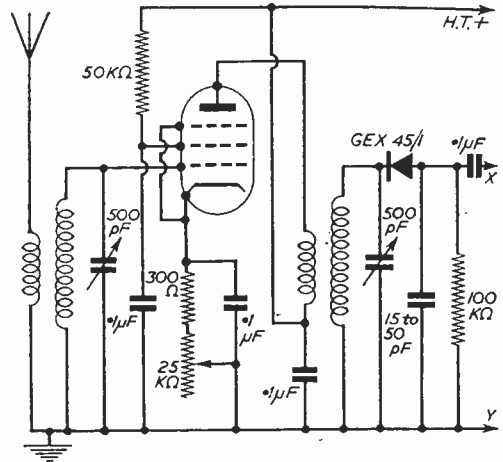 H.T.+
50KΩ
GEX 45/1
·1µF
X
500
pF
500
pF
300
Ω
·1µF
·1
µF
15 to
50
pF
100
KΩ
25
KΩ
·1µF
Y